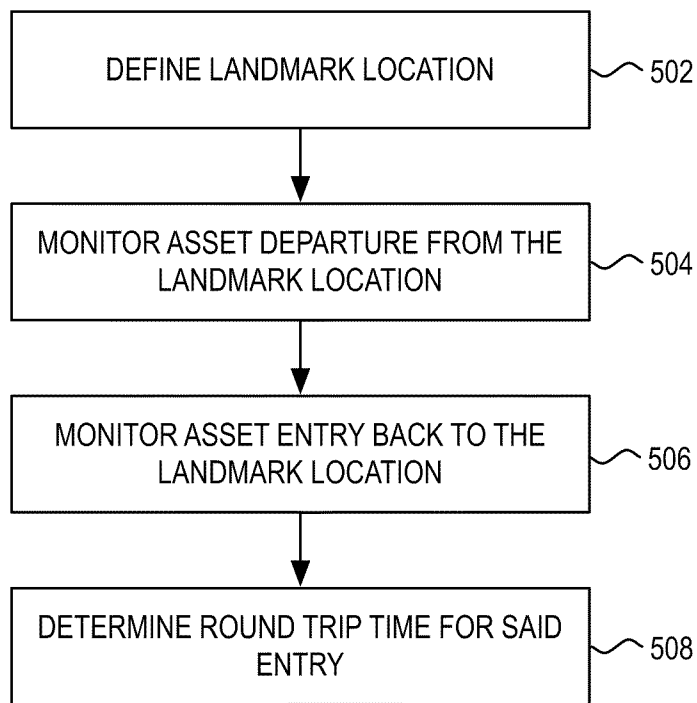 DEFINE LANDMARK LOCATION
502
MONITOR ASSET DEPARTURE FROM THE
LANDMARK LOCATION
504
MONITOR ASSET ENTRY BACK TO THE
LANDMARK LOCATION
506
DETERMINE ROUND TRIP TIME FOR SAID
ENTRY
508